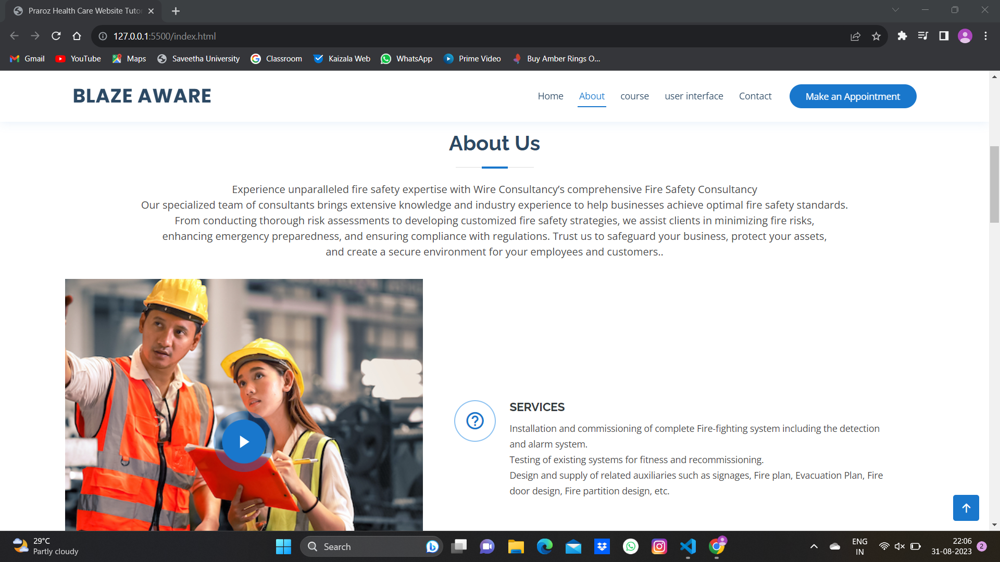 Praroz Health Care Website Tutor
127.0.0.1:5500/index.html
Gmail
YouTube
Maps
Saveetha University
Classroom
Kaizala Web
WhatsApp
Prime Video
Buy Amber Rings O...
BLAZE AWARE
Home
About
course
user interface
Contact
Make an Appointment
About Us
Experience unparalleled fire safety expertise with Wire Consultancy’s comprehensive Fire Safety Consultancy
Our specialized team of consultants brings extensive knowledge and industry experience to help businesses achieve optimal fire safety standards.
From conducting thorough risk assessments to developing customized fire safety strategies, we assist clients in minimizing fire risks,
enhancing emergency preparedness, and ensuring compliance with regulations. Trust us to safeguard your business, protect your assets,
and create a secure environment for your employees and customers..
SERVICES
Installation and commissioning of complete Fire-fighting system including the detection
and alarm system.
Testing of existing systems for fitness and recommissioning.
Design and supply of related auxiliaries such as signages, Fire plan, Evacuation Plan, Fire
door design, Fire partition design, etc.
29°C
Partly cloudy
Search
ENG
IN
22:06
31-08-2023
2